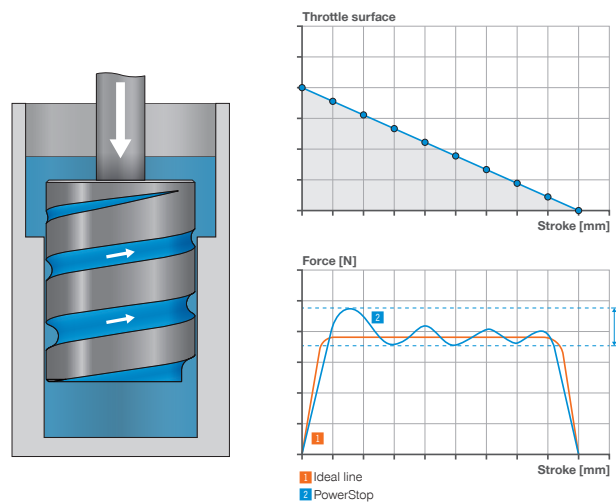 Throttle surface
Stroke [mm]
Force [N]
2
1
Stroke [mm]
1 Ideal line
2 PowerStop